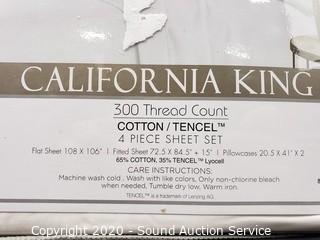 CALIFORNIA KING
300 Thread Count
COTTON / TENCEL™
4 PIECE SHEET SET
Flat Sheet 108 X 106" | Fitted Sheet 72.5 X 84.5" + 15" | Pillowcases 20.5 X 41" X 2
65% COTTON, 35% TENCEL™ Lyocell
CARE INSTRUCTIONS:
Machine wash cold. Wash with like colors, Only non-chlorine bleach
when needed, Tumble dry low, Warm iron.
TENCEL™ is a trademark of Lenzing AG.
Copyright 2020 - Sound Auction Service